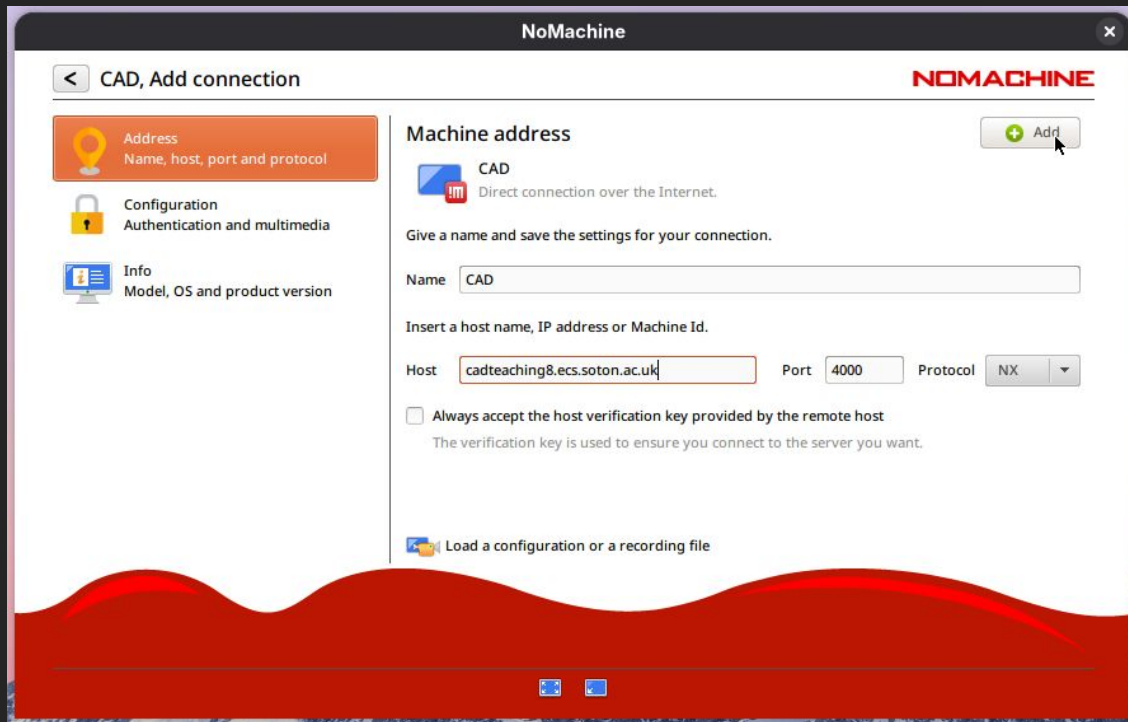 NoMachine
CAD, Add connection
NOMACHINE
Address
Name, host, port and protocol
Configuration
Authentication and multimedia
Info
Model, OS and product version
Machine address
Add
CAD
!M
Direct connection over the Internet.
Give a name and save the settings for your connection.
Name CAD
Insert a host name, IP address or Machine Id.
Host cadteaching8.ecs.soton.ac.uk Port 4000 Protocol NX
Always accept the host verification key provided by the remote host
The verification key is used to ensure you connect to the server you want.
Load a configuration or a recording file